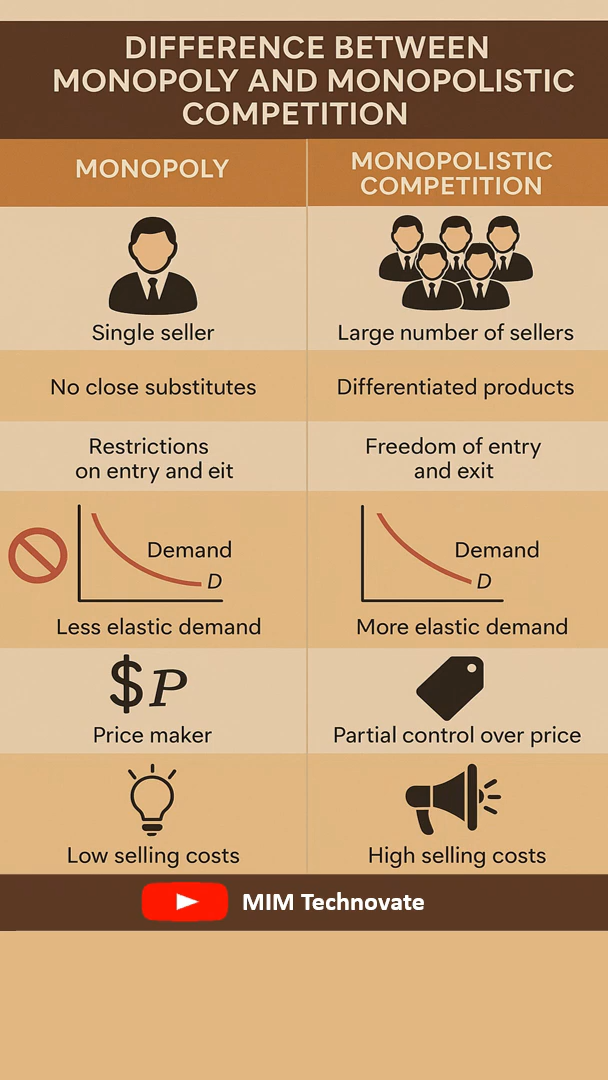 DIFFERENCE BETWEEN
MONOPOLY AND MONOPOLISTIC
COMPETITION
MONOPOLY
MONOPOLISTIC
COMPETITION
Single seller
Large number of sellers
No close substitutes
Differentiated products
Restrictions
on entry and eit
Freedom of entry
and exit
Demand
D
Less elastic demand
Demand
D
More elastic demand
$P
Price maker
Partial control over price
Low selling costs
High selling costs
MIM Technovate